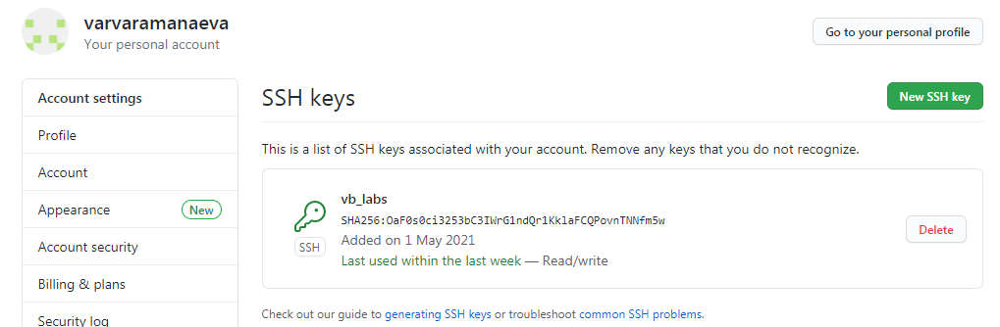 varvaramanaeva
Your personal account
Go to your personal profile
Account settings
Profile
Account
Appearance New
Account security
Billing & plans
Security log
SSH keys
New SSH key
This is a list of SSH keys associated with your account. Remove any keys that you do not recognize.
vb_labs
SHA256:OaF0s0ci3253bC3IWrG1ndQr1KklaFCQPovnTNNfm5w
Added on 1 May 2021
Last used within the last week — Read/write
SSH
Delete
Check out our guide to generating SSH keys or troubleshoot common SSH problems.